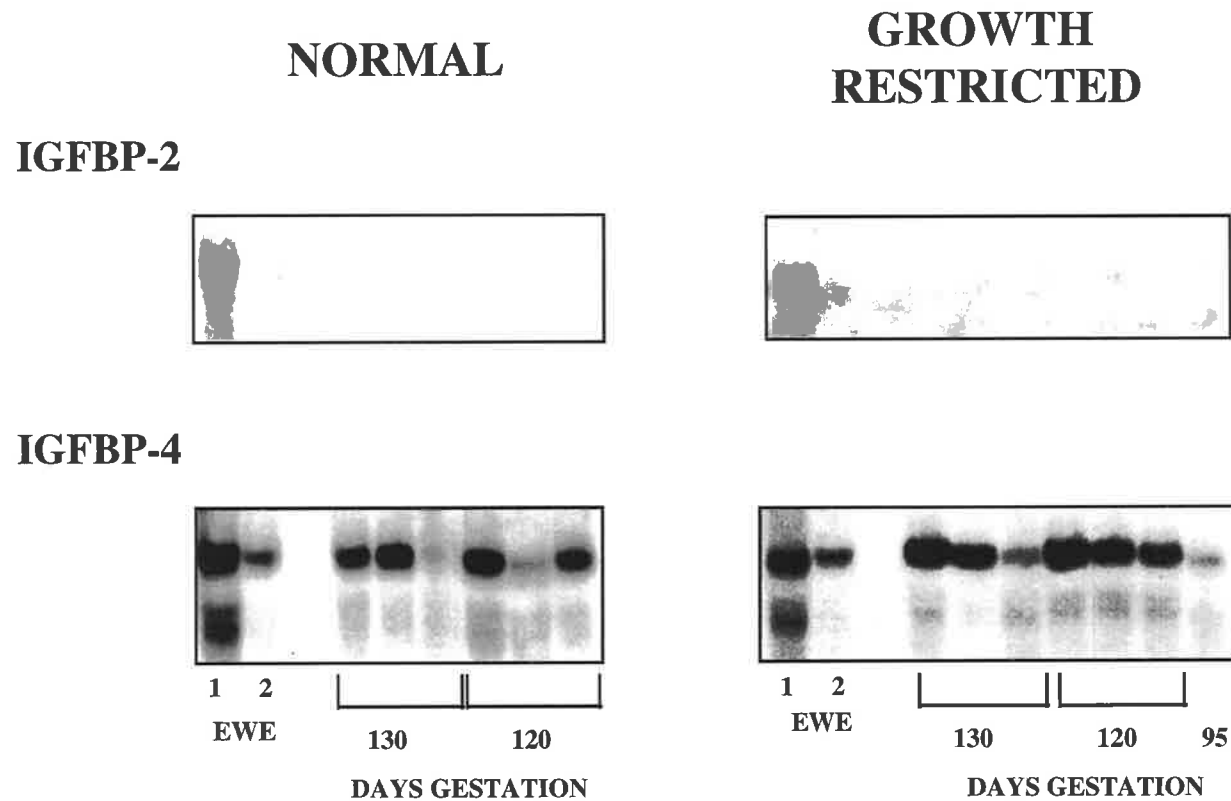 NORMAL
GROWTH
RESTRICTED
IGFBP-2
IGFBP-4
1 2
EWE
130 120
DAYS GESTATION
1 2
EWE
130 120 95
DAYS GESTATION